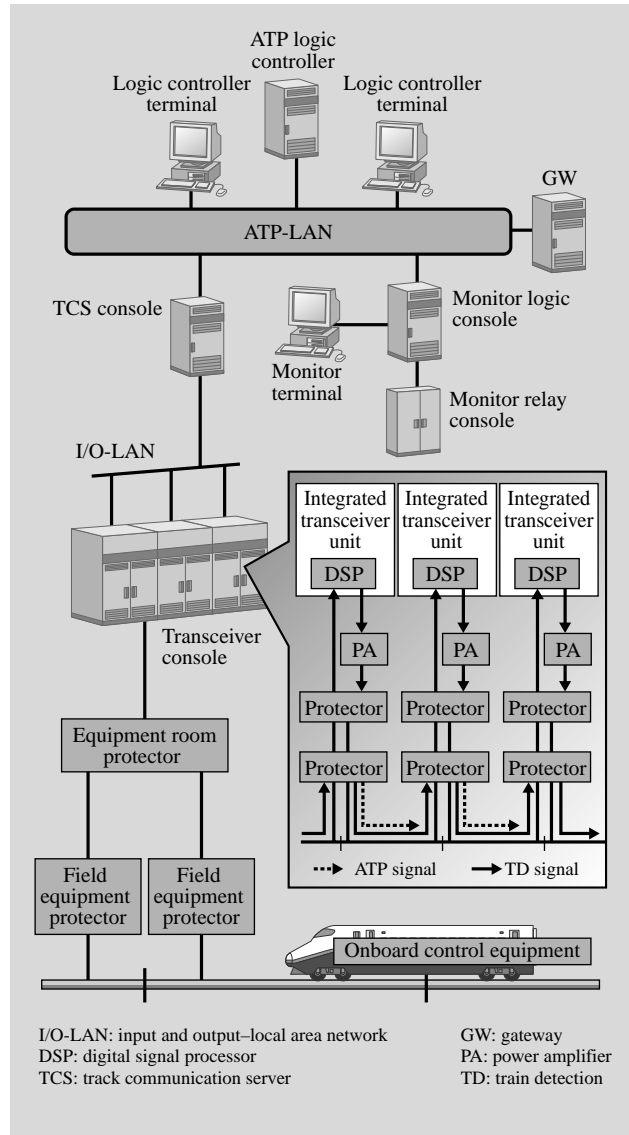 ATP logic
controller
Logic controller
terminal
Logic controller
terminal
GW
ATP-LAN
TCS console
Monitor logic
console
Monitor
terminal
Monitor relay
console
I/O-LAN
Transceiver
console
Integrated
transceiver
unit
Integrated
transceiver
unit
Integrated
transceiver
unit
DSP
DSP
DSP
PA
PA
PA
Protector
Protector
Protector
Protector
Protector
Protector
ATP signal
TD signal
Equipment room
protector
Field
equipment
protector
Field
equipment
protector
Onboard control equipment
I/O-LAN: input and output–local area network
DSP: digital signal processor
TCS: track communication server
GW: gateway
PA: power amplifier
TD: train detection